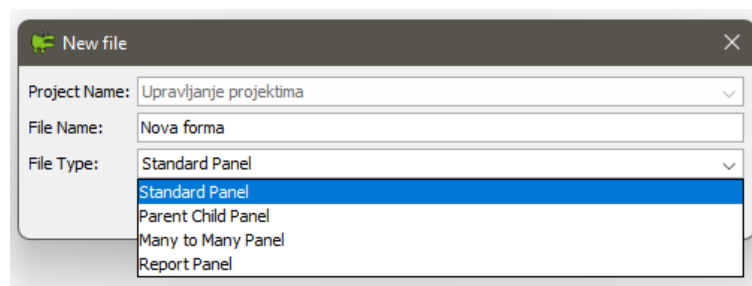 New file
Project Name: Upravljanje projektima
File Name: Nova forma
File Type: Standard Panel
Standard Panel
Parent Child Panel
Many to Many Panel
Report Panel